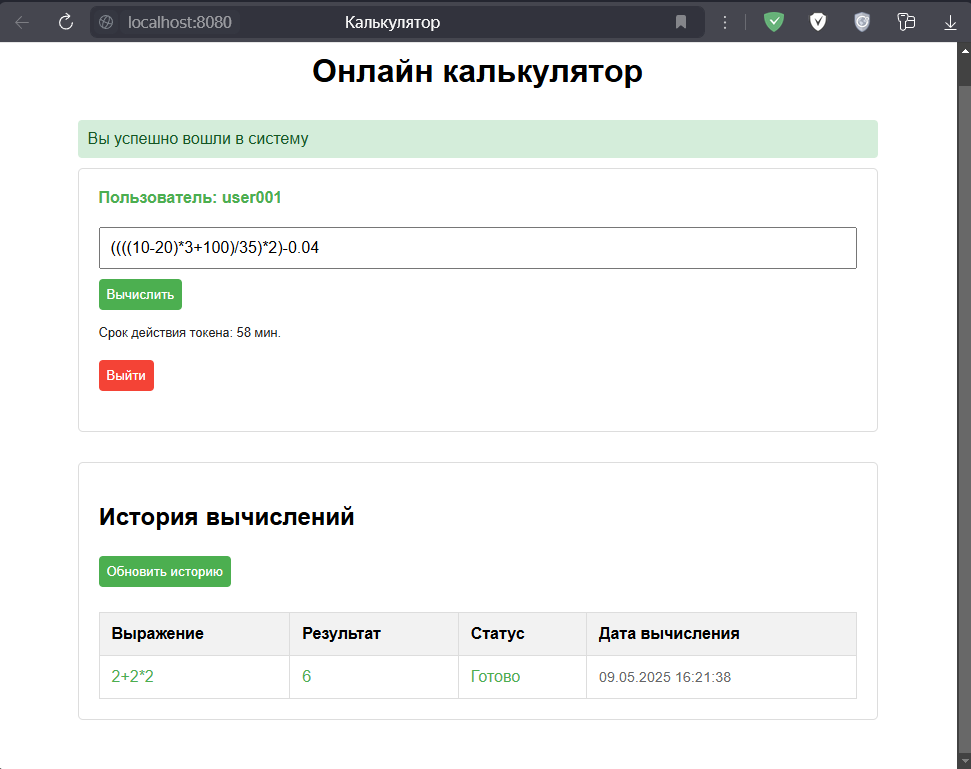 localhost:8080 Калькулятор
Онлайн калькулятор
Вы успешно вошли в систему
Пользователь: user001
((((10-20)*3+100)/35)*2)-0.04
Вычислить
Срок действия токена: 58 мин.
Выйти
История вычислений
Обновить историю
Выражение Результат Статус Дата вычисления
2+2*2 6 Готово 09.05.2025 16:21:38